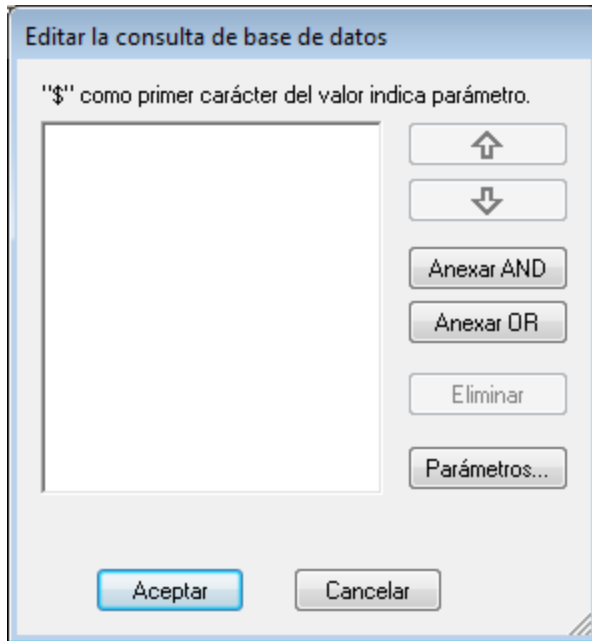 Editar la consulta de base de datos
"$" como primer carácter del valor indica parámetro.
Anexar AND
Anexar OR
Eliminar
Parámetros...
Aceptar
Cancelar